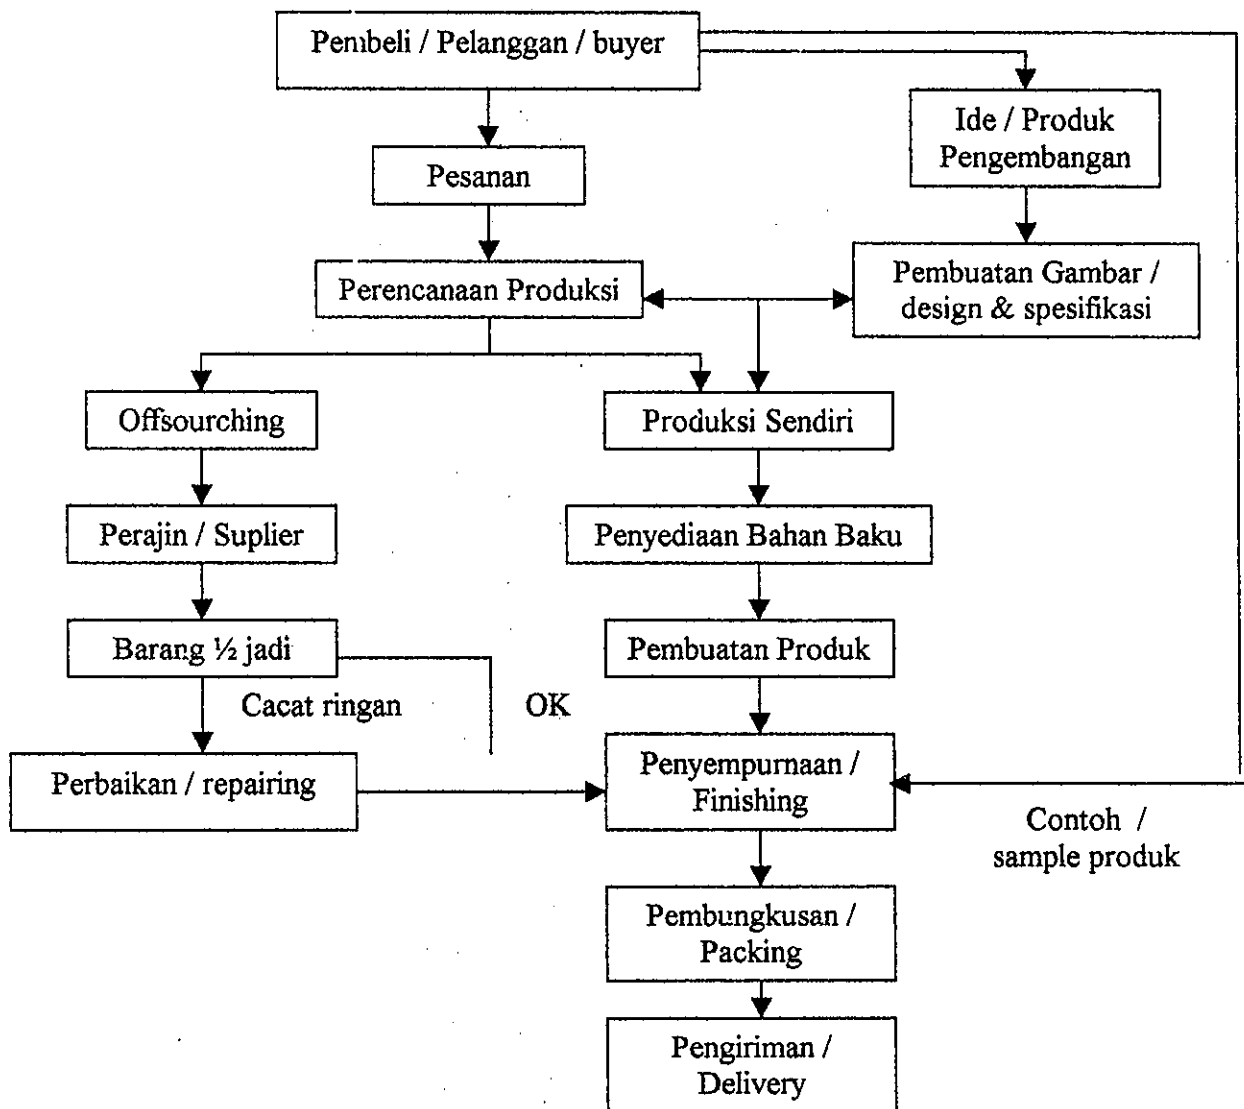 Pembeli / Pelanggan / buyer
Ide / Produk
Pengembangan
Pesanan
Perencanaan Produksi
Pembuatan Gambar /
design & spesifikasi
Offsourching
Produksi Sendiri
Perajin / Suplier
Penyediaan Bahan Baku
Barang ½ jadi
Pembuatan Produk
Cacat ringan
OK
Perbaikan / repairing
Penyempurnaan /
Finishing
Contoh /
sample produk
Pembungkusan /
Packing
Pengiriman /
Delivery